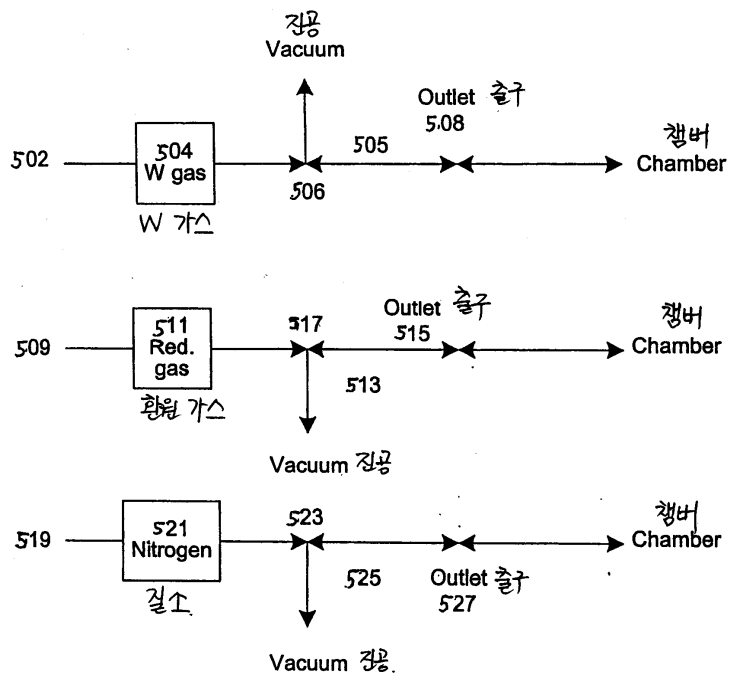 진공
Vacuum
Outlet 출구
508
502
504
W gas
W 가스
505
506
챔버
Chamber
509
511
Red.
gas
환원 가스
517
Outlet 출구
515
513
챔버
Chamber
Vacuum 진공
519
521
Nitrogen
질소
523
525
Outlet 출구
527
챔버
Chamber
Vacuum 진공.